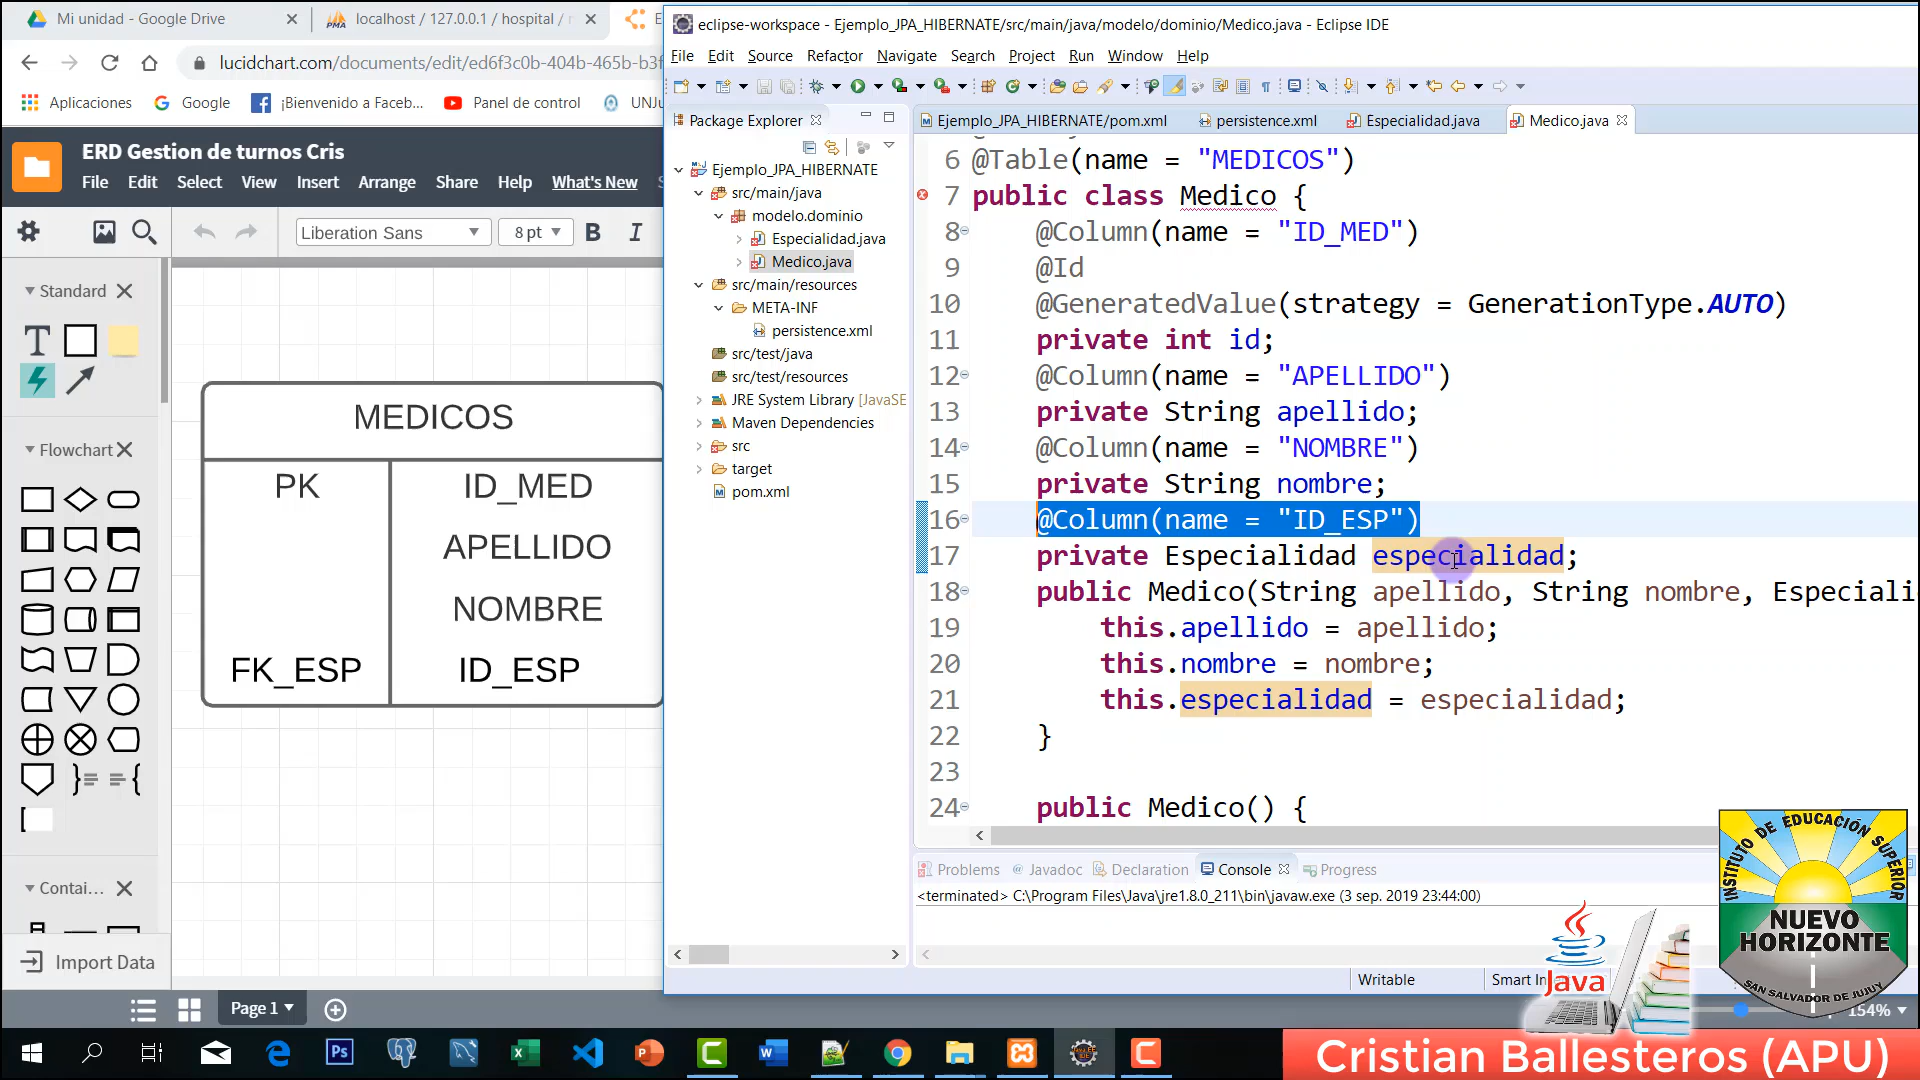 Mi unidad - Google Drive
localhost / 127.0.0.1 / hospital /
lucidchart.com/documents/edit/ed6f3c0b-404b-465b-b3f
Aplicaciones
Google
¡Bienvenido a Faceb...
Panel de control
UNJu
ERD Gestion de turnos Cris
File Edit Select View Insert Arrange Share Help What's New
Liberation Sans
8 pt
B
I
Standard
T
Flowchart
Contai...
Import Data
Page 1
MEDICOS
PK
ID_MED
APELLIDO
NOMBRE
FK_ESP
ID_ESP
eclipse-workspace - Ejemplo_JPA_HIBERNATE/src/main/java/modelo/dominio/Medico.java - Eclipse IDE
File Edit Source Refactor Navigate Search Project Run Window Help
Package Explorer
Ejemplo_JPA_HIBERNATE
src/main/java
modelo.dominio
Especialidad.java
Medico.java
src/main/resources
META-INF
persistence.xml
src/test/java
src/test/resources
JRE System Library [JavaSE
Maven Dependencies
src
target
pom.xml
Ejemplo_JPA_HIBERNATE/pom.xml
persistence.xml
Especialidad.java
Medico.java
6 @Table(name = "MEDICOS")
7 public class Medico {
8 @Column(name = "ID_MED")
9 @Id
10 @GeneratedValue(strategy = GenerationType.AUTO)
11 private int id;
12 @Column(name = "APELLIDO")
13 private String apellido;
14 @Column(name = "NOMBRE")
15 private String nombre;
16 @Column(name = "ID_ESP")
17 private Especialidad especialidad;
18 public Medico(String apellido, String nombre, Especiali
19 this.apellido = apellido;
20 this.nombre = nombre;
21 this.especialidad = especialidad;
22 }
23
24 public Medico() {
Problems
Javadoc
Declaration
Console
Progress
<terminated> C:\Program Files\Java\jre1.8.0_211\bin\javaw.exe (3 sep. 2019 23:44:00)
Writable
Smart In
154%
INSTITUTO DE EDUCACIÓN SUPERIOR
NUEVO
HORIZONTE
SAN SALVADOR DE JUJUY
Java
Cristian Ballesteros (APU)